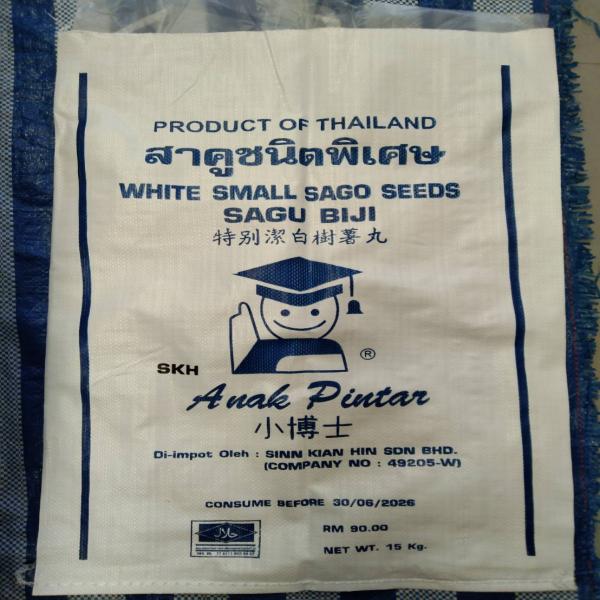 PRODUCT OF THAILAND
สาคูชนิดพิเศษ
WHITE SMALL SAGO SEEDS
SAGU BIJI
特别潔白樹薯丸
®
SKH
Anak Pintar
小博士
Di-impot Oleh : SINN KIAN HIN SDN BHD.
(COMPANY NO : 49205-W)
CONSUME BEFORE 30/06/2026
حلال
RM 90.00
NET WT. 15 Kg.